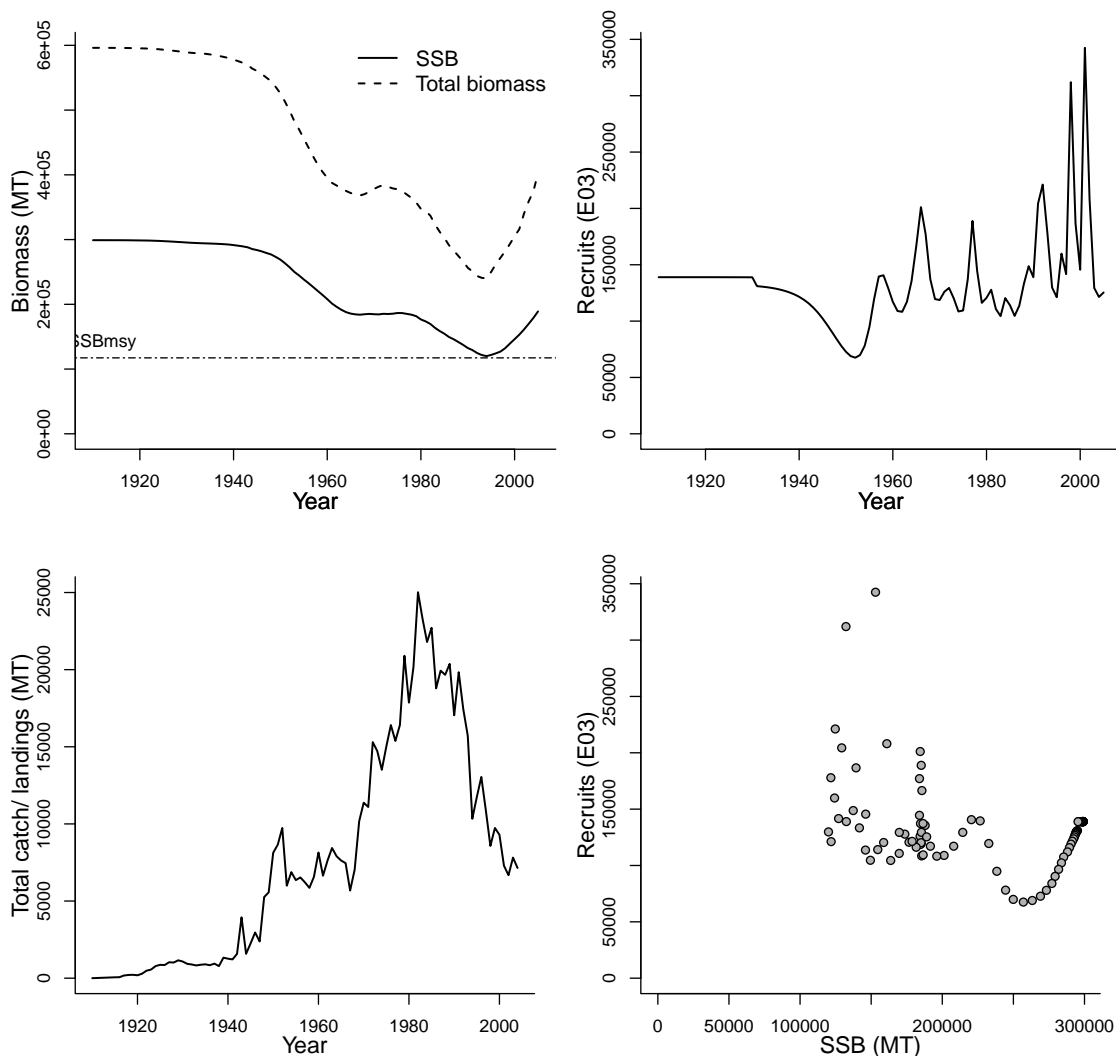 6e+05
4e+05
2e+05
0e+00
Biomass (MT)
SSB
Total biomass
SSBmsy
1920
1940
1960
1980
2000
Year
350000
250000
150000
50000
0
Recruits (E03)
1920
1940
1960
1980
2000
Year
25000
20000
15000
10000
5000
0
Total catch/ landings (MT)
1920
1940
1960
1980
2000
Year
350000
250000
150000
50000
0
Recruits (E03)
0
50000
100000
200000
300000
SSB (MT)